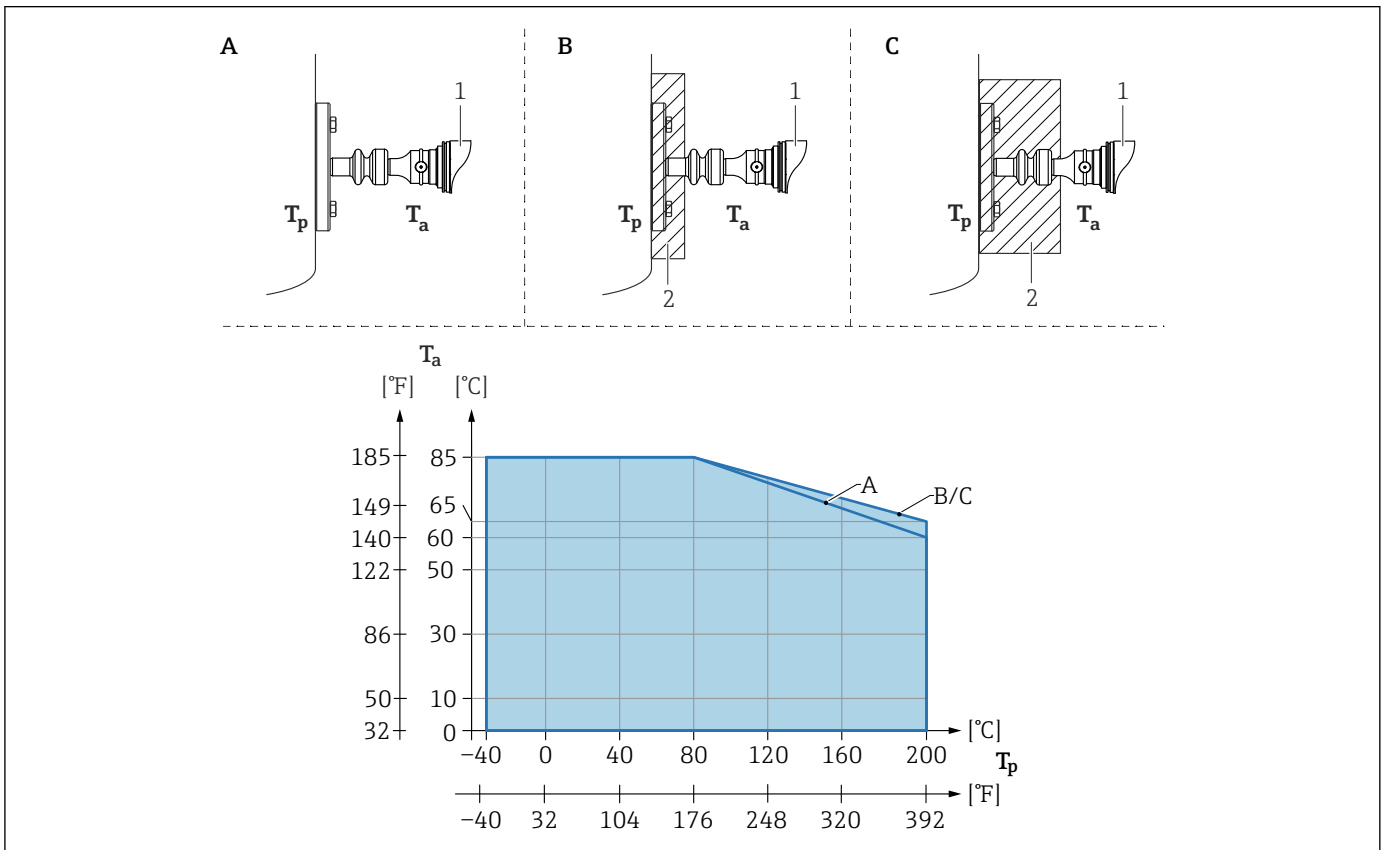 A B C
1 1 1
Tp Ta Tp Ta Tp Ta
2 2
Ta
[°F] [°C]
185 85
149 65
140 60
122 50
86 30
50 10
32 0
A
B/C
−40 0 40 80 120 160 200 [°C]
Tp
−40 32 104 176 248 320 392 [°F]